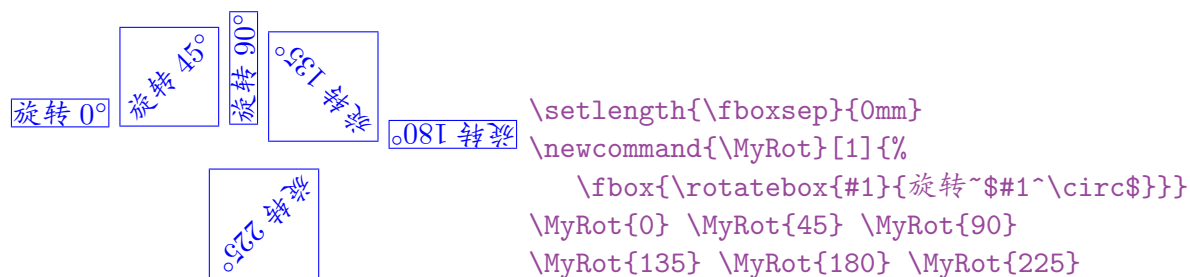 旋转 0°
旋转 45°
旋转 90°
旋转 135°
旋转 180°
旋转 225°
\setlength{\fboxsep}{0mm}
\newcommand{\MyRot}[1]{%
\fbox{\rotatebox{#1}{旋转~$#1^\circ$}}}
\MyRot{0} \MyRot{45} \MyRot{90}
\MyRot{135} \MyRot{180} \MyRot{225}